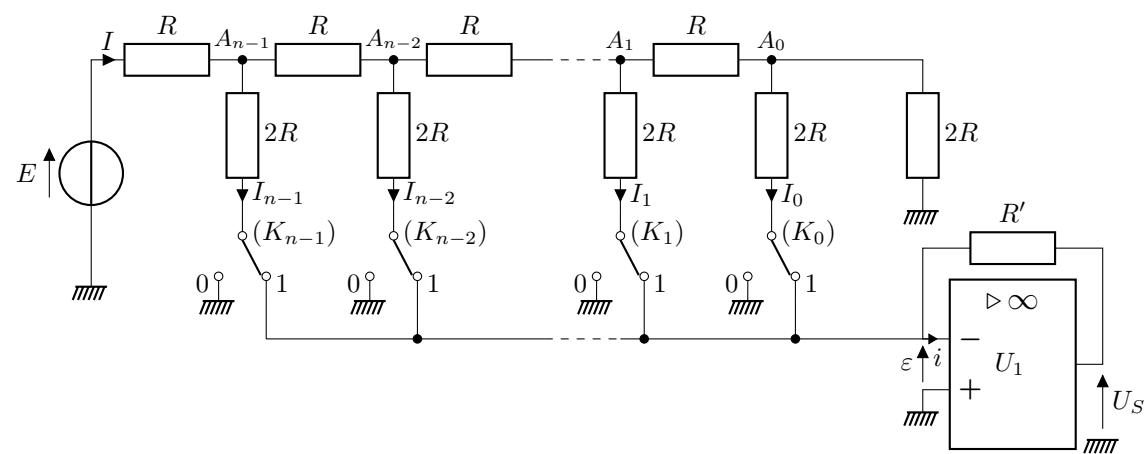 R R R R
I A_{n-1} A_{n-2} A_1 A_0
E 2R 2R 2R 2R 2R
I_{n-1} I_{n-2} I_1 I_0
(K_{n-1}) (K_{n-2}) (K_1) (K_0) R'
0 1 0 1 0 1 0 1
▷ ∞
ε i − U_1
+ U_S